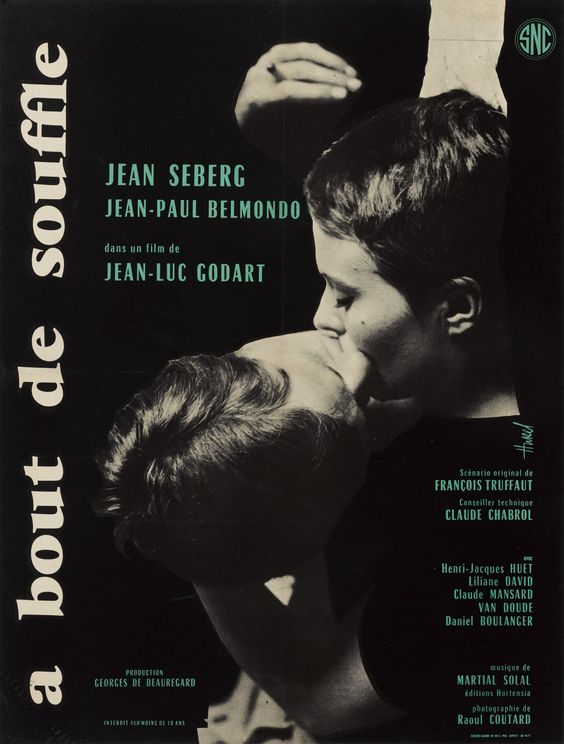 SNC
a bout de souffle
JEAN SEBERG
JEAN-PAUL BELMONDO
dans un film de
JEAN-LUC GODART
Hurel
Scénario original de
FRANÇOIS TRUFFAUT
Conseiller technique
CLAUDE CHABROL
avec
Henri-Jacques HUET
Liliane DAVID
Claude MANSARD
VAN DOUDE
Daniel BOULANGER
musique de
MARTIAL SOLAL
éditions Hortensia
photographie de
Raoul COUTARD
PRODUCTION
GEORGES DE BEAUREGARD
INTERDIT AUX MOINS DE 18 ANS